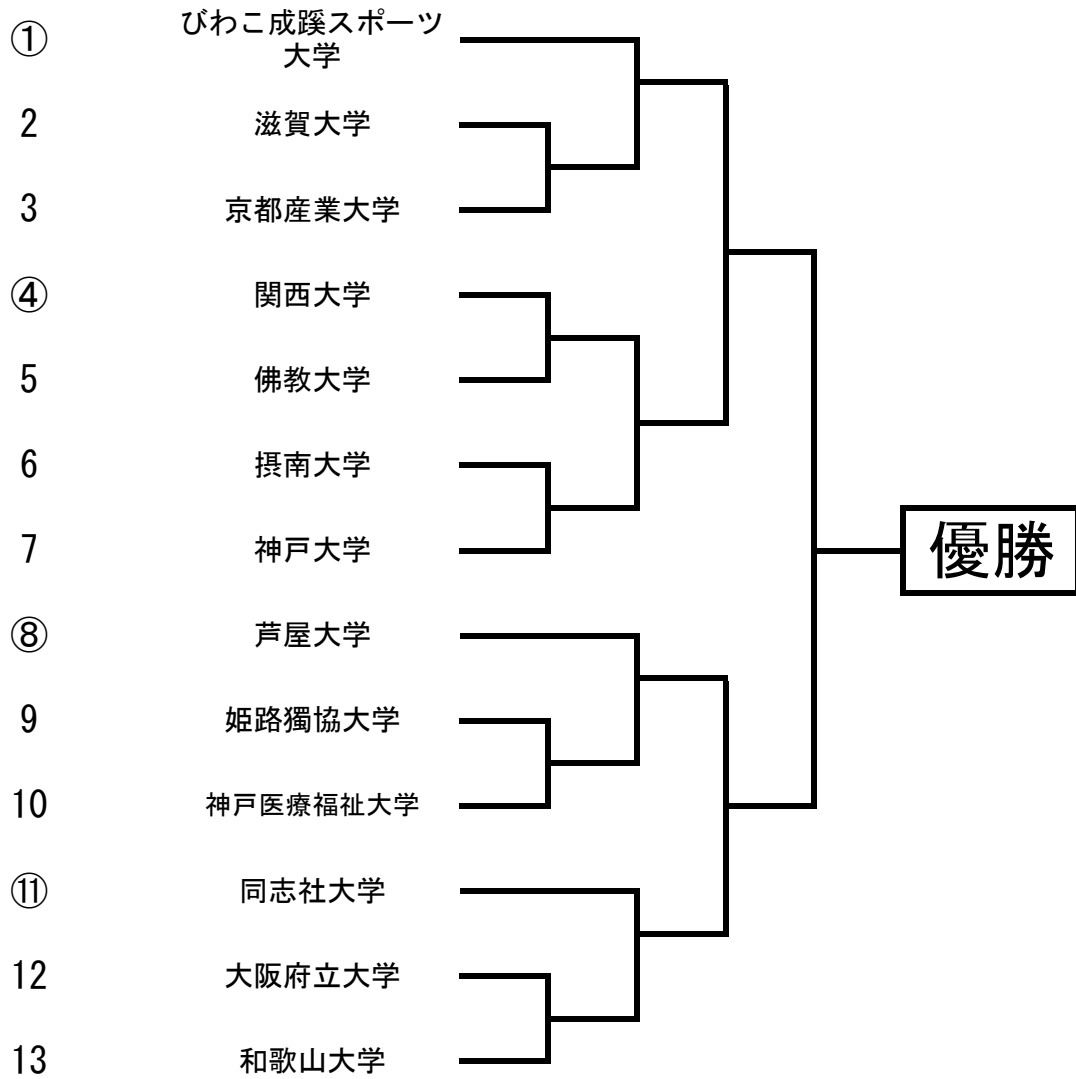 ① びわこ成蹊スポーツ
大学
2 滋賀大学
3 京都産業大学
④ 関西大学
5 佛教大学
6 摂南大学
7 神戸大学
優勝
⑧ 芦屋大学
9 姫路獨協大学
10 神戸医療福祉大学
⑪ 同志社大学
12 大阪府立大学
13 和歌山大学